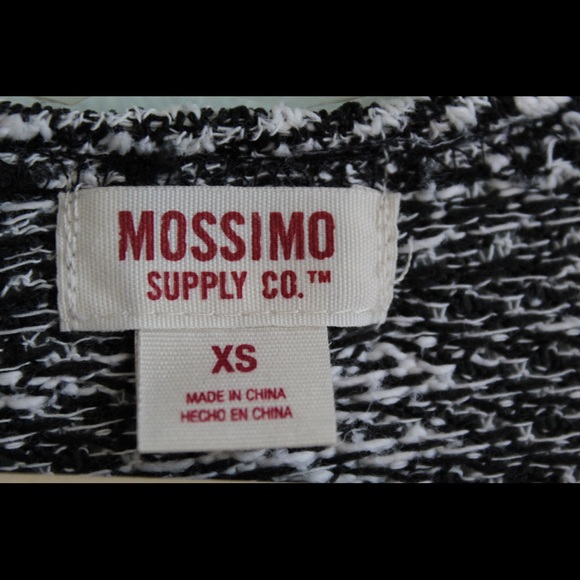 MOSSIMO
SUPPLY CO.™
XS
MADE IN CHINA
HECHO EN CHINA